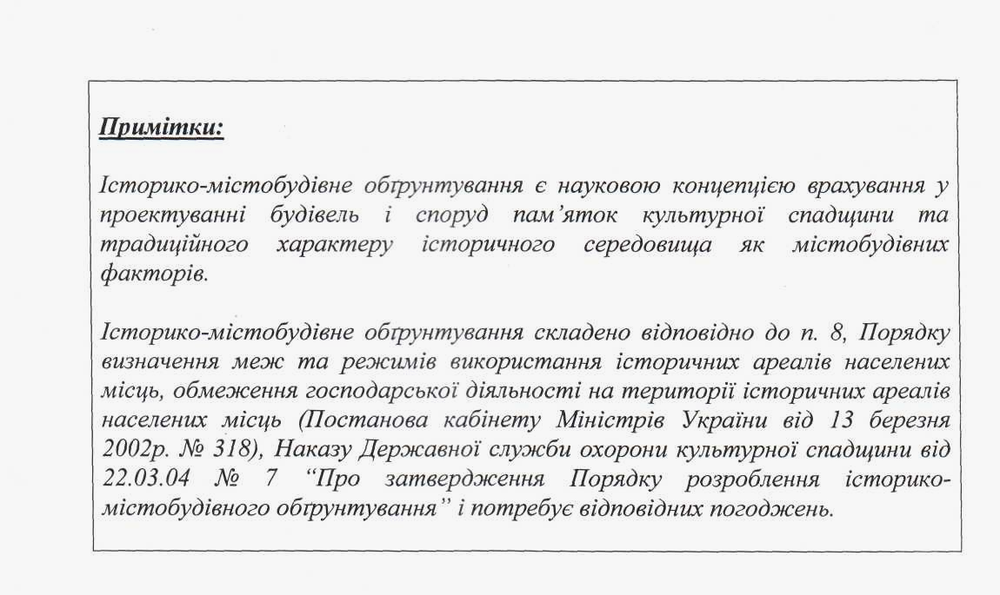 Примітки:
Історико-містобудівне обґрунтування є науковою концепцією врахування у
проектуванні будівель і споруд пам’яток культурної спадщини та
традиційного характеру історичного середовища як містобудівних
факторів.
Історико-містобудівне обґрунтування складено відповідно до п. 8, Порядку
визначення меж та режимів використання історичних ареалів населених
місць, обмеження господарської діяльності на території історичних ареалів
населених місць (Постанова кабінету Міністрів України від 13 березня
2002р. № 318), Наказу Державної служби охорони культурної спадщини від
22.03.04 № 7 “Про затвердження Порядку розроблення історико-
містобудівного обґрунтування” і потребує відповідних погоджень.